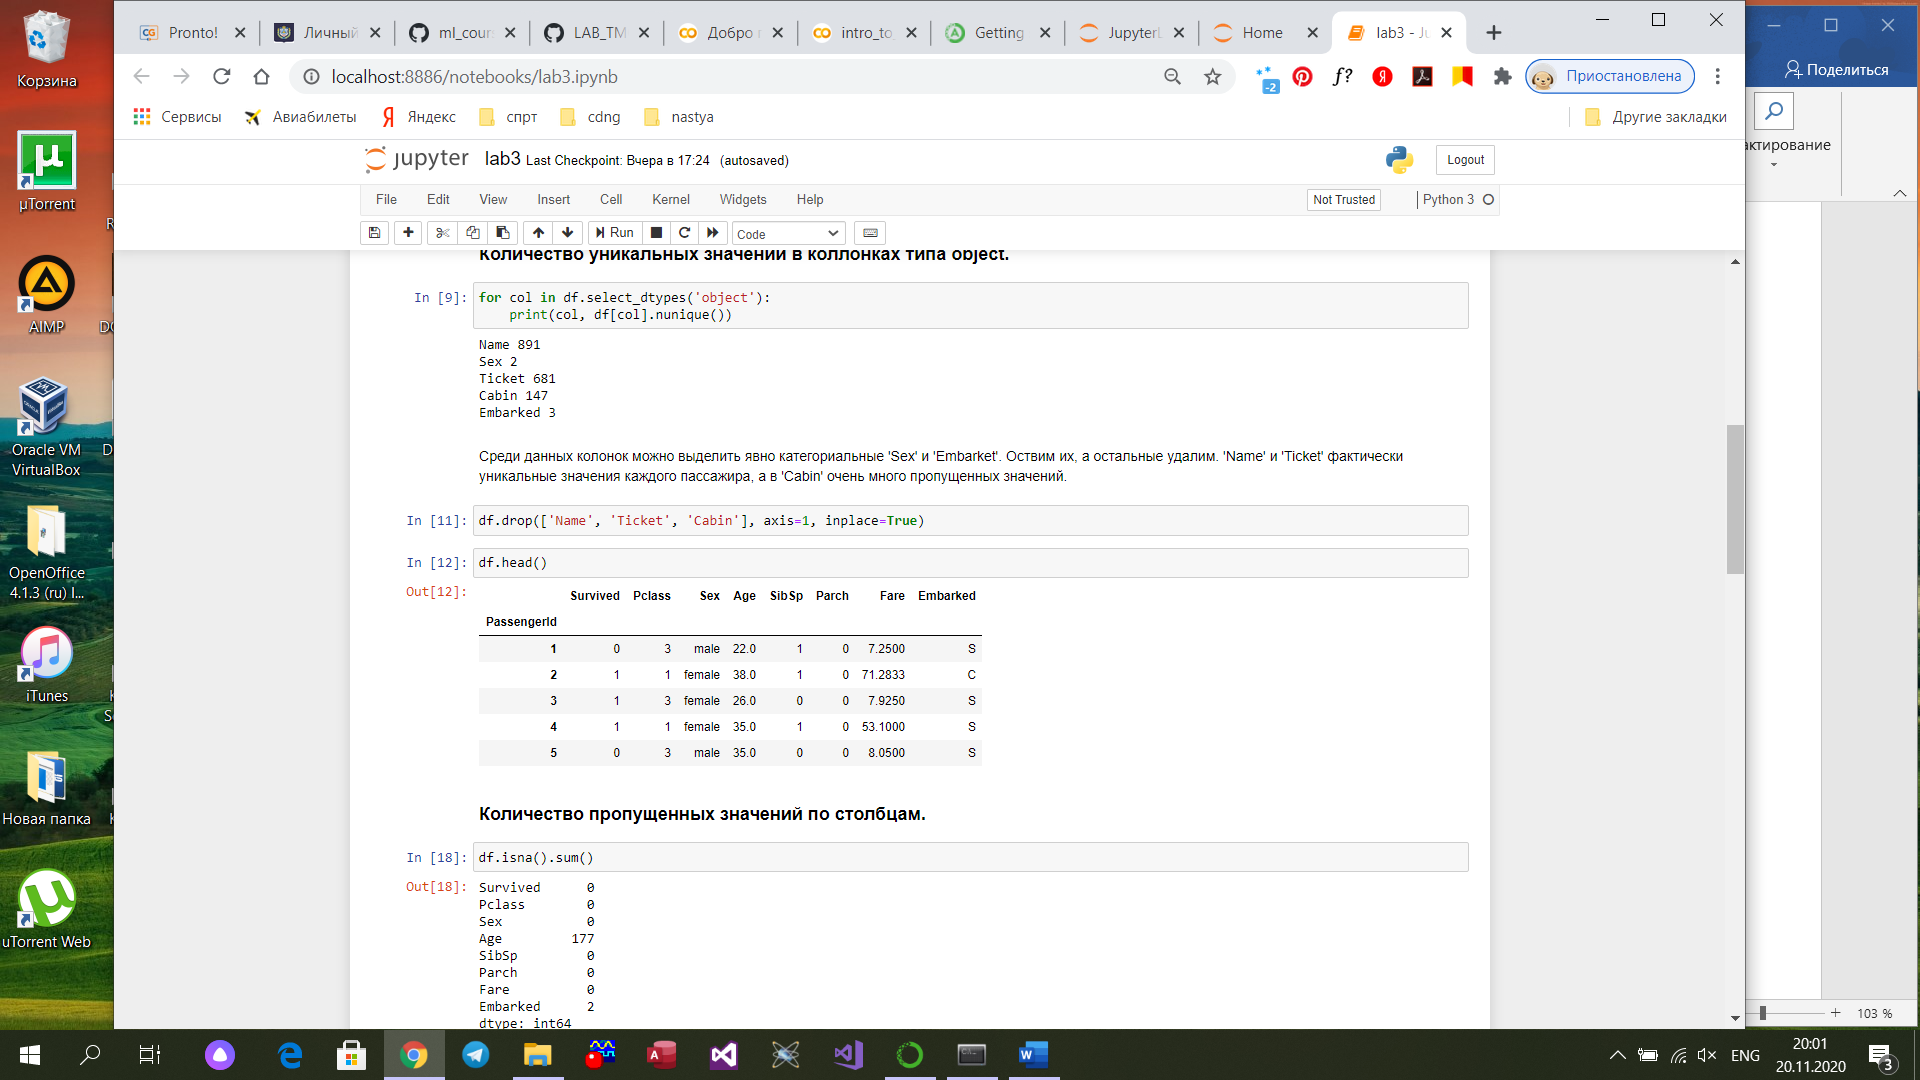 Корзина
µTorrent
AIMP
Oracle VM
VirtualBox
OpenOffice
4.1.3 (ru) I...
iTunes
Новая папка
uTorrent Web
Pronto!
Личный
ml_cour
LAB_TM
Добро
intro_to
Getting
JupyterL
Home
lab3 - Ju
localhost:8886/notebooks/lab3.ipynb
-2
f?
Я
Приостановлена
Сервисы
Авиабилеты
Я Яндекс
спрт
cdng
nastya
Другие закладки
Поделиться
актирование
jupyter lab3 Last Checkpoint: Вчера в 17:24 (autosaved)
Logout
File Edit View Insert Cell Kernel Widgets Help
Not Trusted
Python 3
Run
Code
Количество уникальных значений в коллонках типа object.
In [9]: for col in df.select_dtypes('object'):
print(col, df[col].nunique())
Name 891
Sex 2
Ticket 681
Cabin 147
Embarked 3
Среди данных колонок можно выделить явно категориальные 'Sex' и 'Embarket'. Оствим их, а остальные удалим. 'Name' и 'Ticket' фактически
уникальные значения каждого пассажира, а в 'Cabin' очень много пропущенных значений.
In [11]: df.drop(['Name', 'Ticket', 'Cabin'], axis=1, inplace=True)
In [12]: df.head()
Out[12]:
Survived Pclass Sex Age SibSp Parch Fare Embarked
PassengerId
1 0 3 male 22.0 1 0 7.2500 S
2 1 1 female 38.0 1 0 71.2833 C
3 1 3 female 26.0 0 0 7.9250 S
4 1 1 female 35.0 1 0 53.1000 S
5 0 3 male 35.0 0 0 8.0500 S
Количество пропущенных значений по столбцам.
In [18]: df.isna().sum()
Out[18]: Survived 0
Pclass 0
Sex 0
Age 177
SibSp 0
Parch 0
Fare 0
Embarked 2
dtype: int64
103 %
ENG
20:01
20.11.2020
3